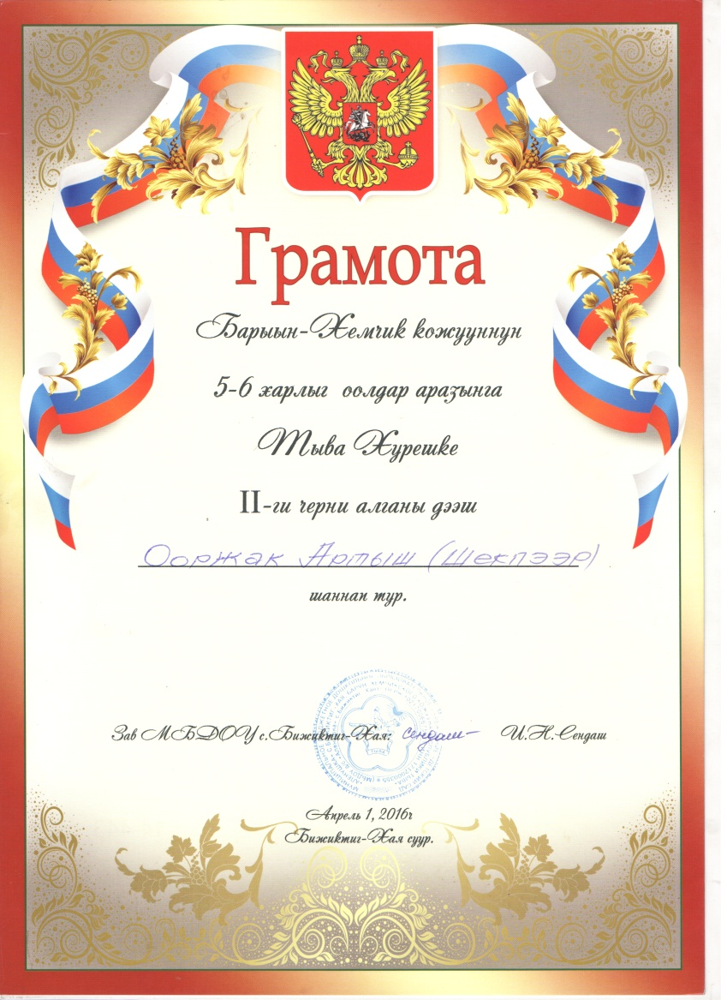 Грамота
Барыын-Хемчик кожууннун
5-6 харлыг оолдар аразынга
Тыва Хурешке
II-ги черни алганы дээш
Ооржак Артыш (Шекпээр)
шаннап тур.
Зав МБДОУ с.Бижиктиг-Хая: Сендаш И.Н.Сендаш
Апрель 1, 2016ч
Бижиктиг-Хая суур.